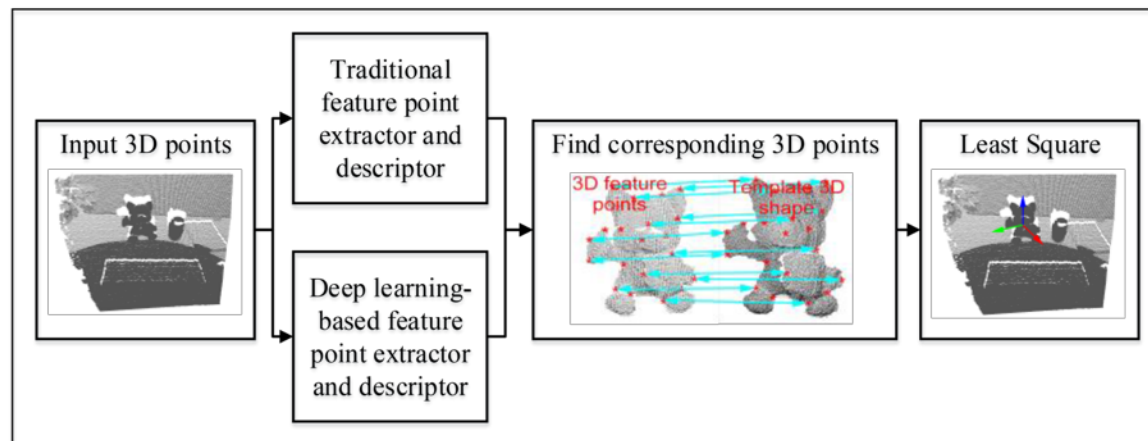 Input 3D points
Traditional
feature point
extractor and
descriptor
Deep learning-
based feature
point extractor
and descriptor
Find corresponding 3D points
3D feature
points
Template 3D
shape
Least Square